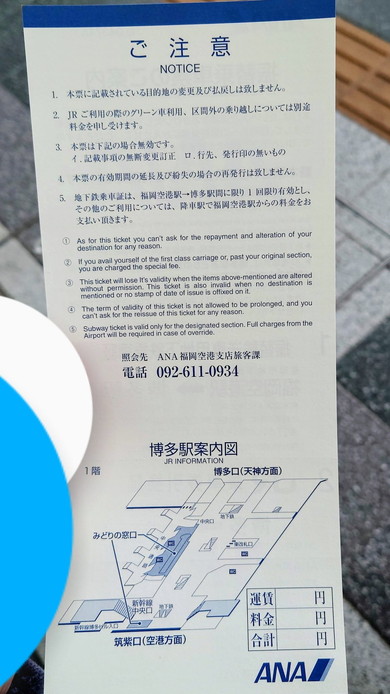 ご注意
NOTICE
1. 本票に記載されている目的地の変更及び払戻しは致しません。
2. JRご利用の際のグリーン車利用、区間外の乗り越しについては別途
料金を申し受けます。
3. 本票は下記の場合無効です。
イ．記載事項の無断変更訂正 ロ．行先、発行印の無いもの
4. 本票の有効期間の延長及び紛失の場合の再発行は致しません。
5. 地下鉄乗車証は、福岡空港駅→博多駅間に限り1回限り有効とし、
その他のご利用については、降車駅で福岡空港駅からの料金をお
支払い頂きます。
① As for this ticket you can't ask for the repayment and alteration of your
destination for any reason.
② If you avail yourself of the first class carriage or, past your original section,
you are charged the special fee.
③ This ticket will lose It's validity when the items above-mentioned are altered
without permission. This ticket is also invalid when no destination is
mentioned or no stamp of date of issue is offixed on it.
④ The term of validity of this ticket is not allowed to be prolonged, and you
can't ask for the reissue of this ticket for any reason.
⑤ Subway ticket is valid only for the designated section. Full charges from the
Airport will be required in case of override.
照会先 ANA福岡空港支店旅客課
電話 092-611-0934
博多駅案内図
JR INFORMATION
1階
博多口(天神方面)
中央口
地下鉄
みどりの窓口
新幹線
中央口
地下鉄
筑紫口(空港方面)
運賃 円
料金 円
合計 円
ANA